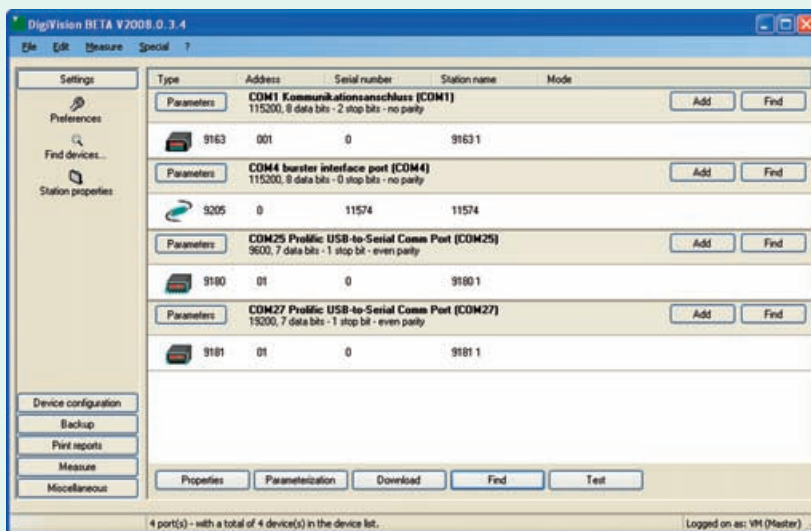 DigiVision BETA V2008.0.3.4
File Edit Measure Special ?
Settings
Preferences
Find devices...
Station properties
Device configuration
Backup
Print reports
Measure
Miscellaneous
Type Address Serial number Station name Mode
Parameters COM1 Kommunikationsanschluss (COM1) Add Find
115200, 8 data bits - 2 stop bits - no parity
9163 001 0 9163 1
Parameters COM4 burster interface port (COM4) Add Find
115200, 8 data bits - 0 stop bits - no parity
9205 0 11574 11574
Parameters COM25 Prolific USB-to-Serial Comm Port (COM25) Add Find
9600, 7 data bits - 1 stop bit - even parity
9180 01 0 9180 1
Parameters COM27 Prolific USB-to-Serial Comm Port (COM27) Add Find
19200, 7 data bits - 1 stop bit - even parity
9181 01 0 9181 1
Properties Parameterization Download Find Test
4 port(s) - with a total of 4 device(s) in the device list. Logged on as: VM (Master)